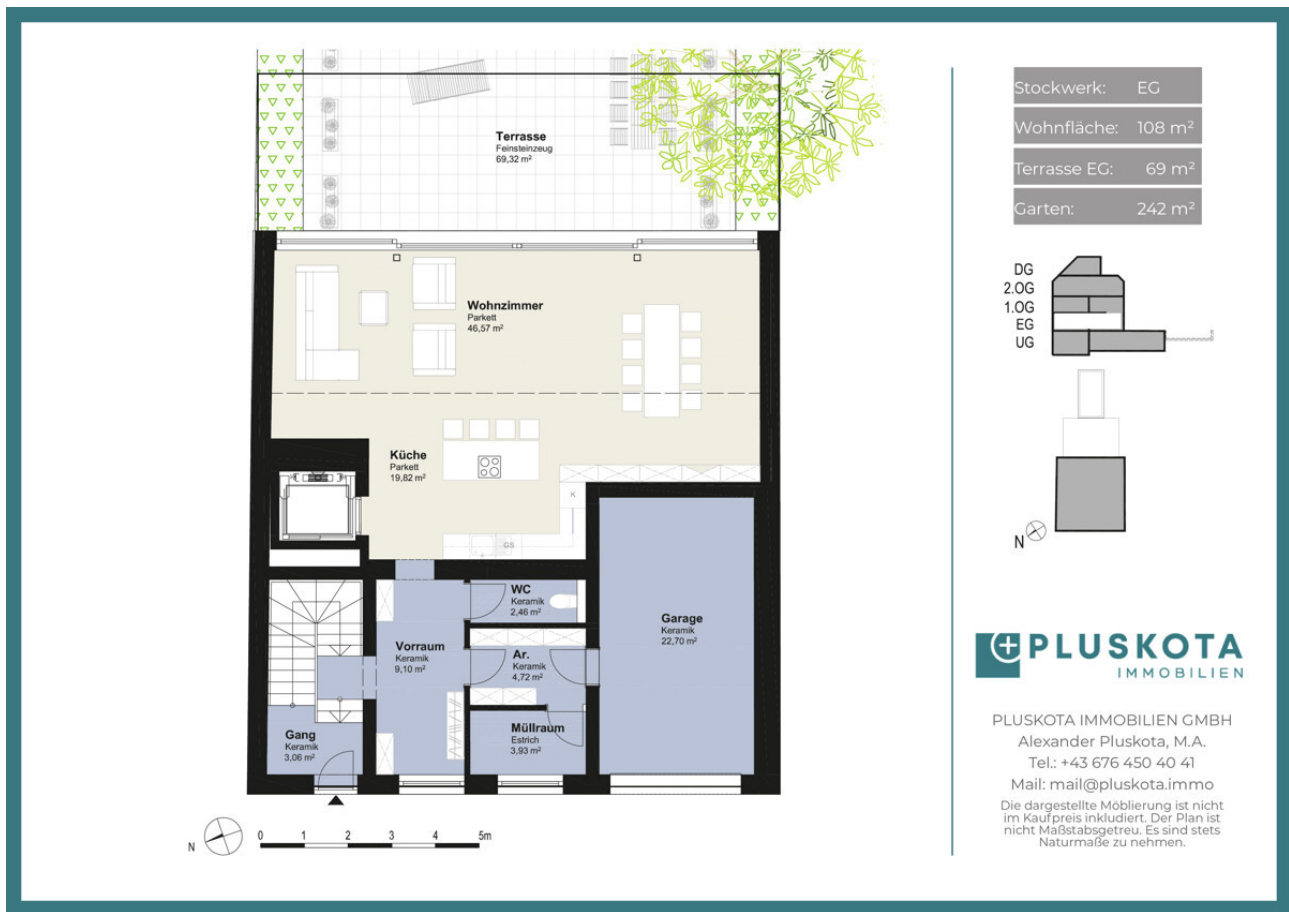 Terrasse
Feinsteinzeug
69,32 m²
Wohnzimmer
Parkett
46,57 m²
Küche
Parkett
19,82 m²
K
GS
WC
Keramik
2,46 m²
Vorraum
Keramik
9,10 m²
Ar.
Keramik
4,72 m²
Garage
Keramik
22,70 m²
Gang
Keramik
3,06 m²
Müllraum
Estrich
3,93 m²
N
0 1 2 3 4 5m
Stockwerk: EG
Wohnfläche: 108 m²
Terrasse EG: 69 m²
Garten: 242 m²
DG
2.OG
1.OG
EG
UG
N
PLUSKOTA
IMMOBILIEN
PLUSKOTA IMMOBILIEN GMBH
Alexander Pluskota, M.A.
Tel.: +43 676 450 40 41
Mail: mail@pluskota.immo
Die dargestellte Möblierung ist nicht
im Kaufpreis inkludiert. Der Plan ist
nicht Maßstabsgetreu. Es sind stets
Naturmaße zu nehmen.